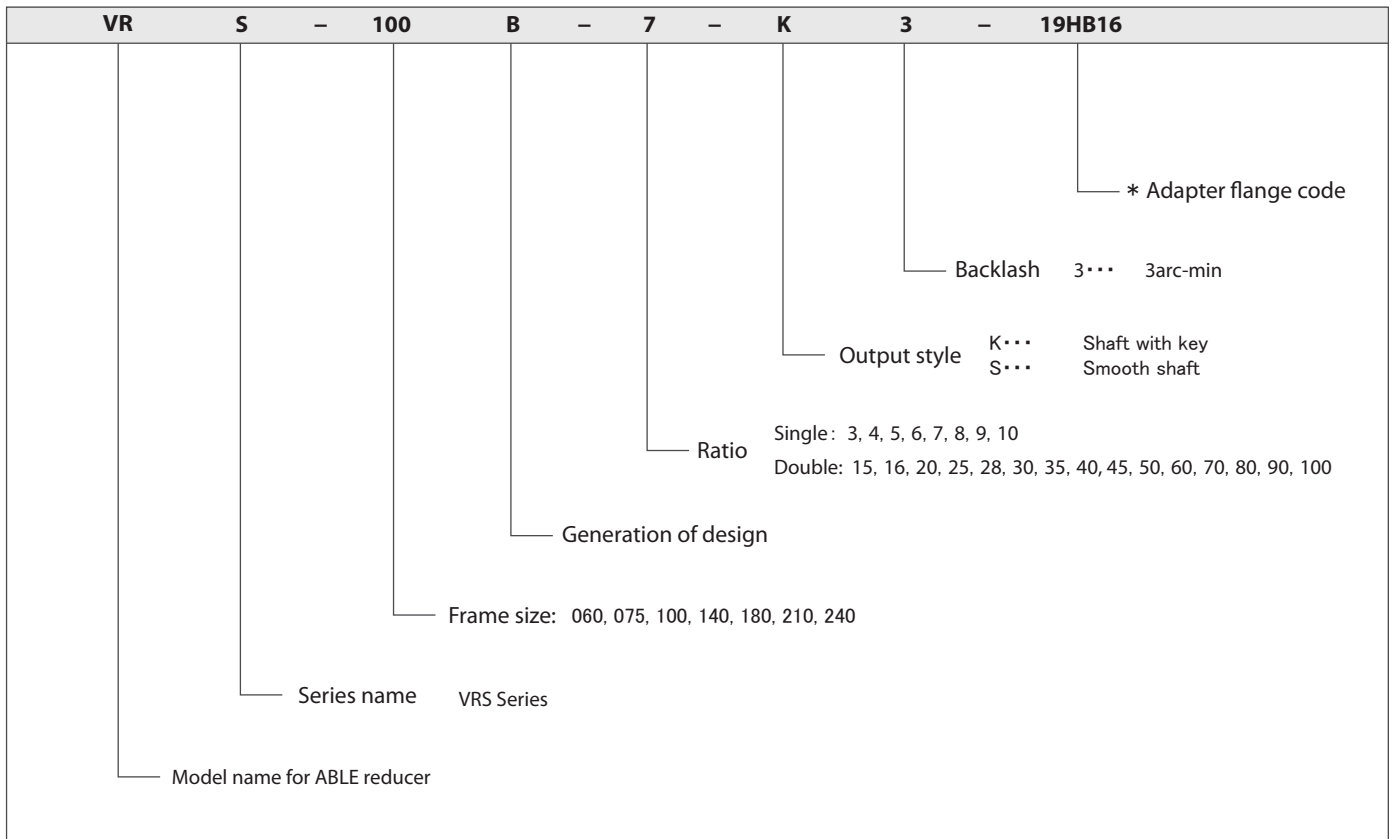 VR S – 100 B – 7 – K 3 – 19HB16
* Adapter flange code
Backlash 3・・・ 3arc-min
Output style
K・・・ Shaft with key
S・・・ Smooth shaft
Ratio
Single: 3, 4, 5, 6, 7, 8, 9, 10
Double: 15, 16, 20, 25, 28, 30, 35, 40, 45, 50, 60, 70, 80, 90, 100
Generation of design
Frame size: 060, 075, 100, 140, 180, 210, 240
Series name VRS Series
Model name for ABLE reducer